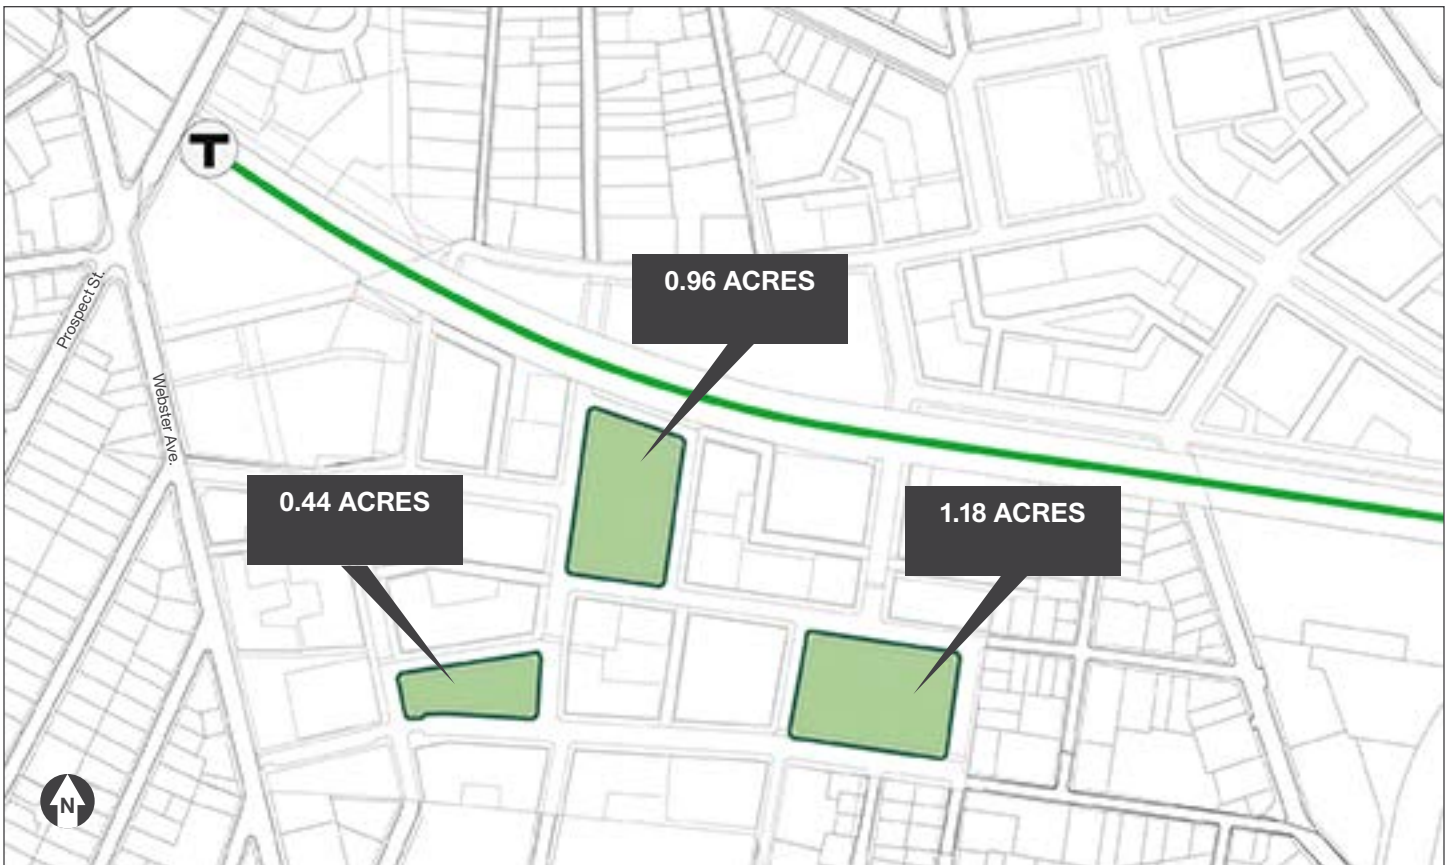 T
0.96 ACRES
Prospect St.
Webster Ave.
0.44 ACRES
1.18 ACRES
N